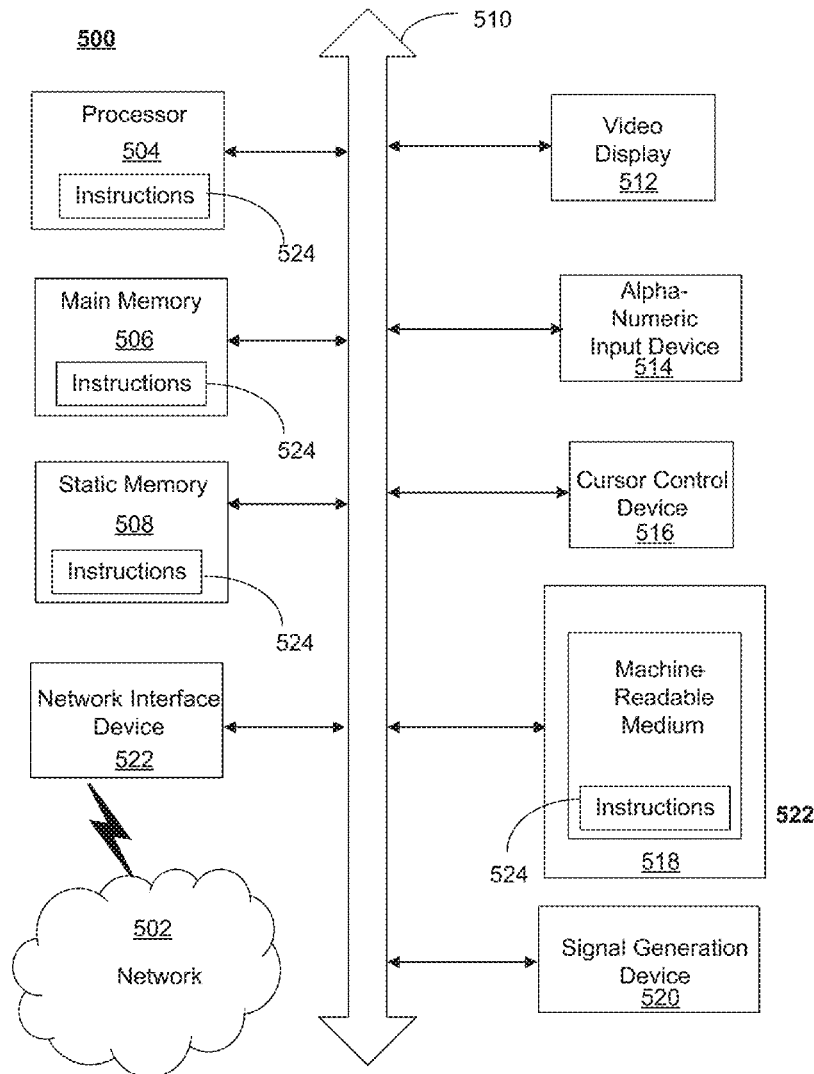 500
510
Processor
504
Instructions
524
Main Memory
506
Instructions
524
Static Memory
508
Instructions
524
Network Interface
Device
522
502
Network
Video
Display
512
Alpha-
Numeric
Input Device
514
Cursor Control
Device
516
Machine
Readable
Medium
Instructions
524
518
522
Signal Generation
Device
520